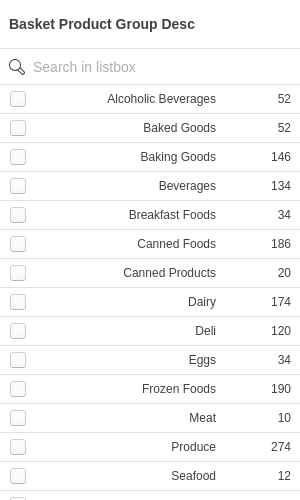 Basket Product Group Desc
Search in listbox
Alcoholic Beverages 52
Baked Goods 52
Baking Goods 146
Beverages 134
Breakfast Foods 34
Canned Foods 186
Canned Products 20
Dairy 174
Deli 120
Eggs 34
Frozen Foods 190
Meat 10
Produce 274
Seafood 12